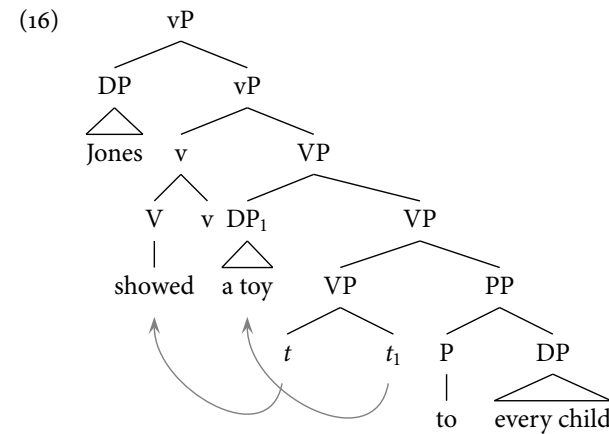 (16) vP
DP vP
Jones v VP
V v DP₁ VP
showed a toy VP PP
t t₁ P DP
to every child